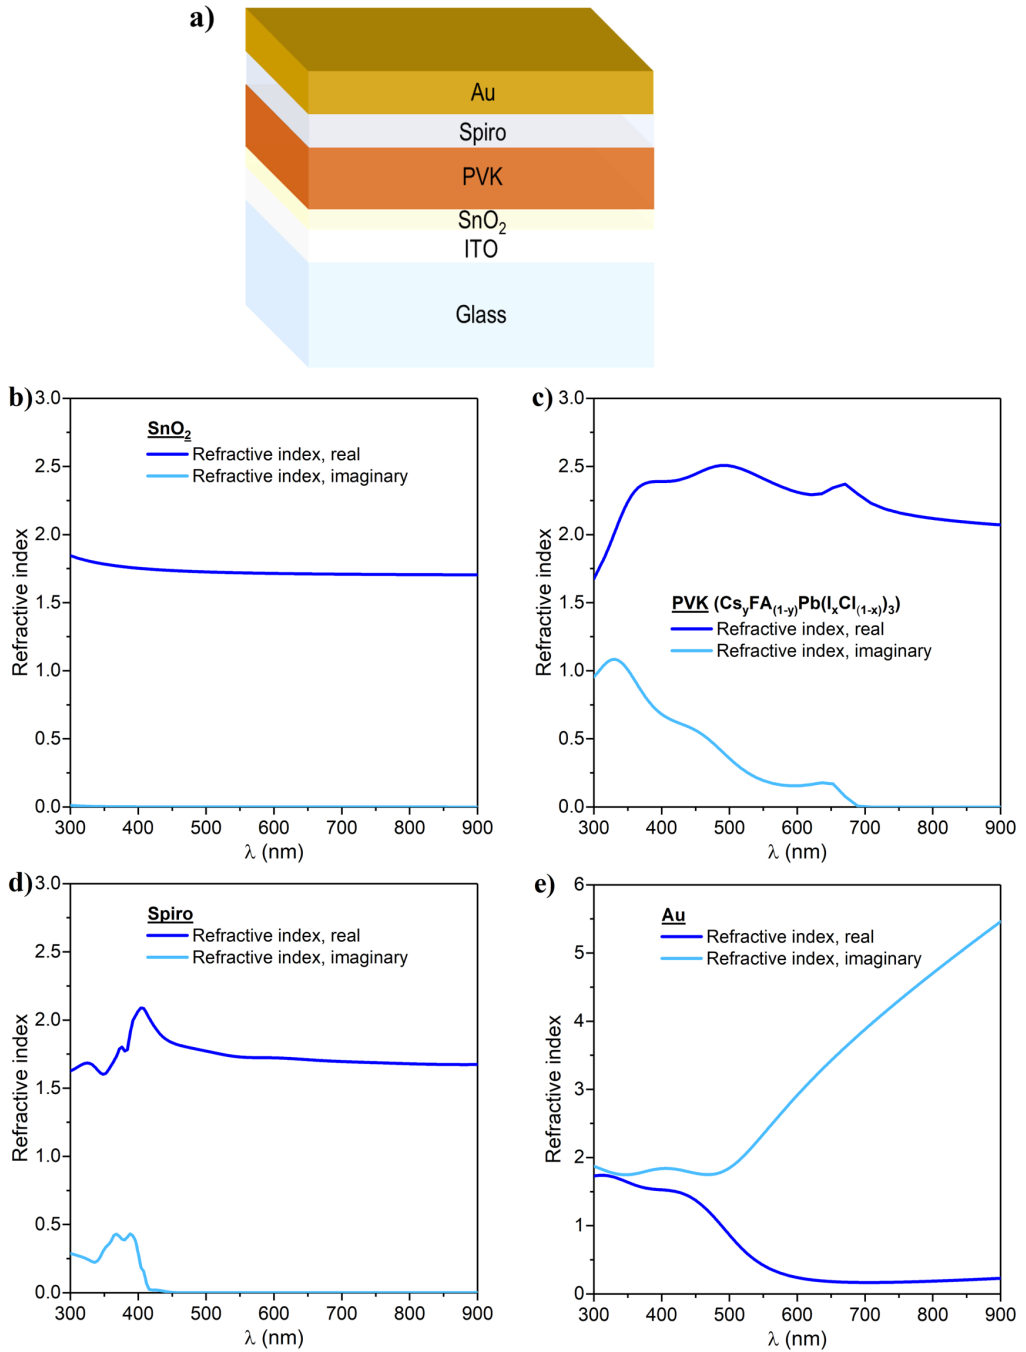 a)
Au
Spiro
PVK
SnO₂
ITO
Glass
b)
3.0
2.5
2.0
1.5
1.0
0.5
0.0
Refractive index
SnO₂
Refractive index, real
Refractive index, imaginary
300 400 500 600 700 800 900
λ (nm)
c)
3.0
2.5
2.0
1.5
1.0
0.5
0.0
Refractive index
PVK (CsyFA(1-y)Pb(IxCl(1-x))3)
Refractive index, real
Refractive index, imaginary
300 400 500 600 700 800 900
λ (nm)
d)
3.0
2.5
2.0
1.5
1.0
0.5
0.0
Refractive index
Spiro
Refractive index, real
Refractive index, imaginary
300 400 500 600 700 800 900
λ (nm)
e)
6
5
4
3
2
1
0
Refractive index
Au
Refractive index, real
Refractive index, imaginary
300 400 500 600 700 800 900
λ (nm)